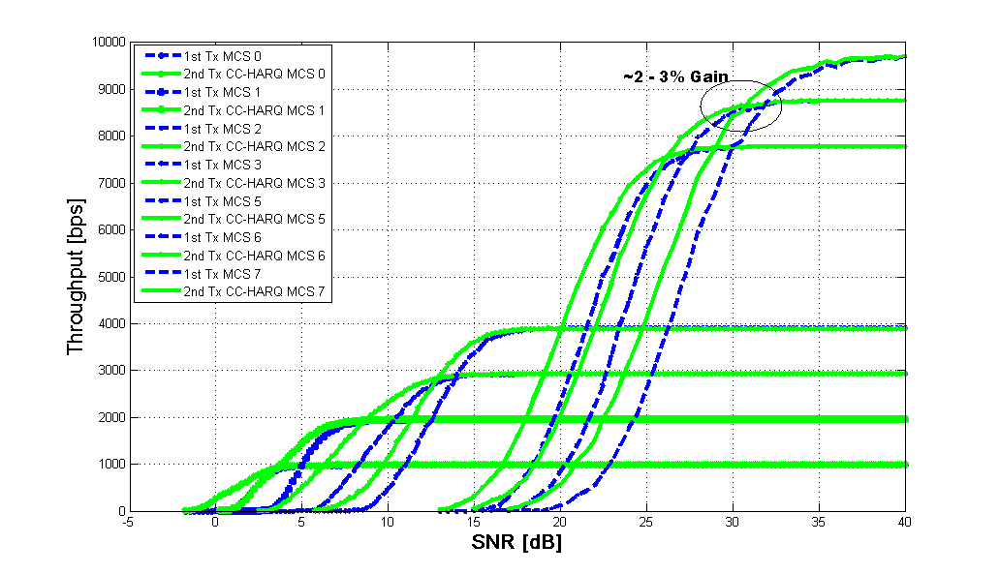 10000
9000
8000
7000
6000
5000
4000
3000
2000
1000
0
Throughput [bps]
1st Tx MCS 0
2nd Tx CC-HARQ MCS 0
1st Tx MCS 1
2nd Tx CC-HARQ MCS 1
1st Tx MCS 2
2nd Tx CC-HARQ MCS 2
1st Tx MCS 3
2nd Tx CC-HARQ MCS 3
1st Tx MCS 5
2nd Tx CC-HARQ MCS 5
1st Tx MCS 6
2nd Tx CC-HARQ MCS 6
1st Tx MCS 7
2nd Tx CC-HARQ MCS 7
~2 - 3% Gain
-5 0 5 10 15 20 25 30 35 40
SNR [dB]